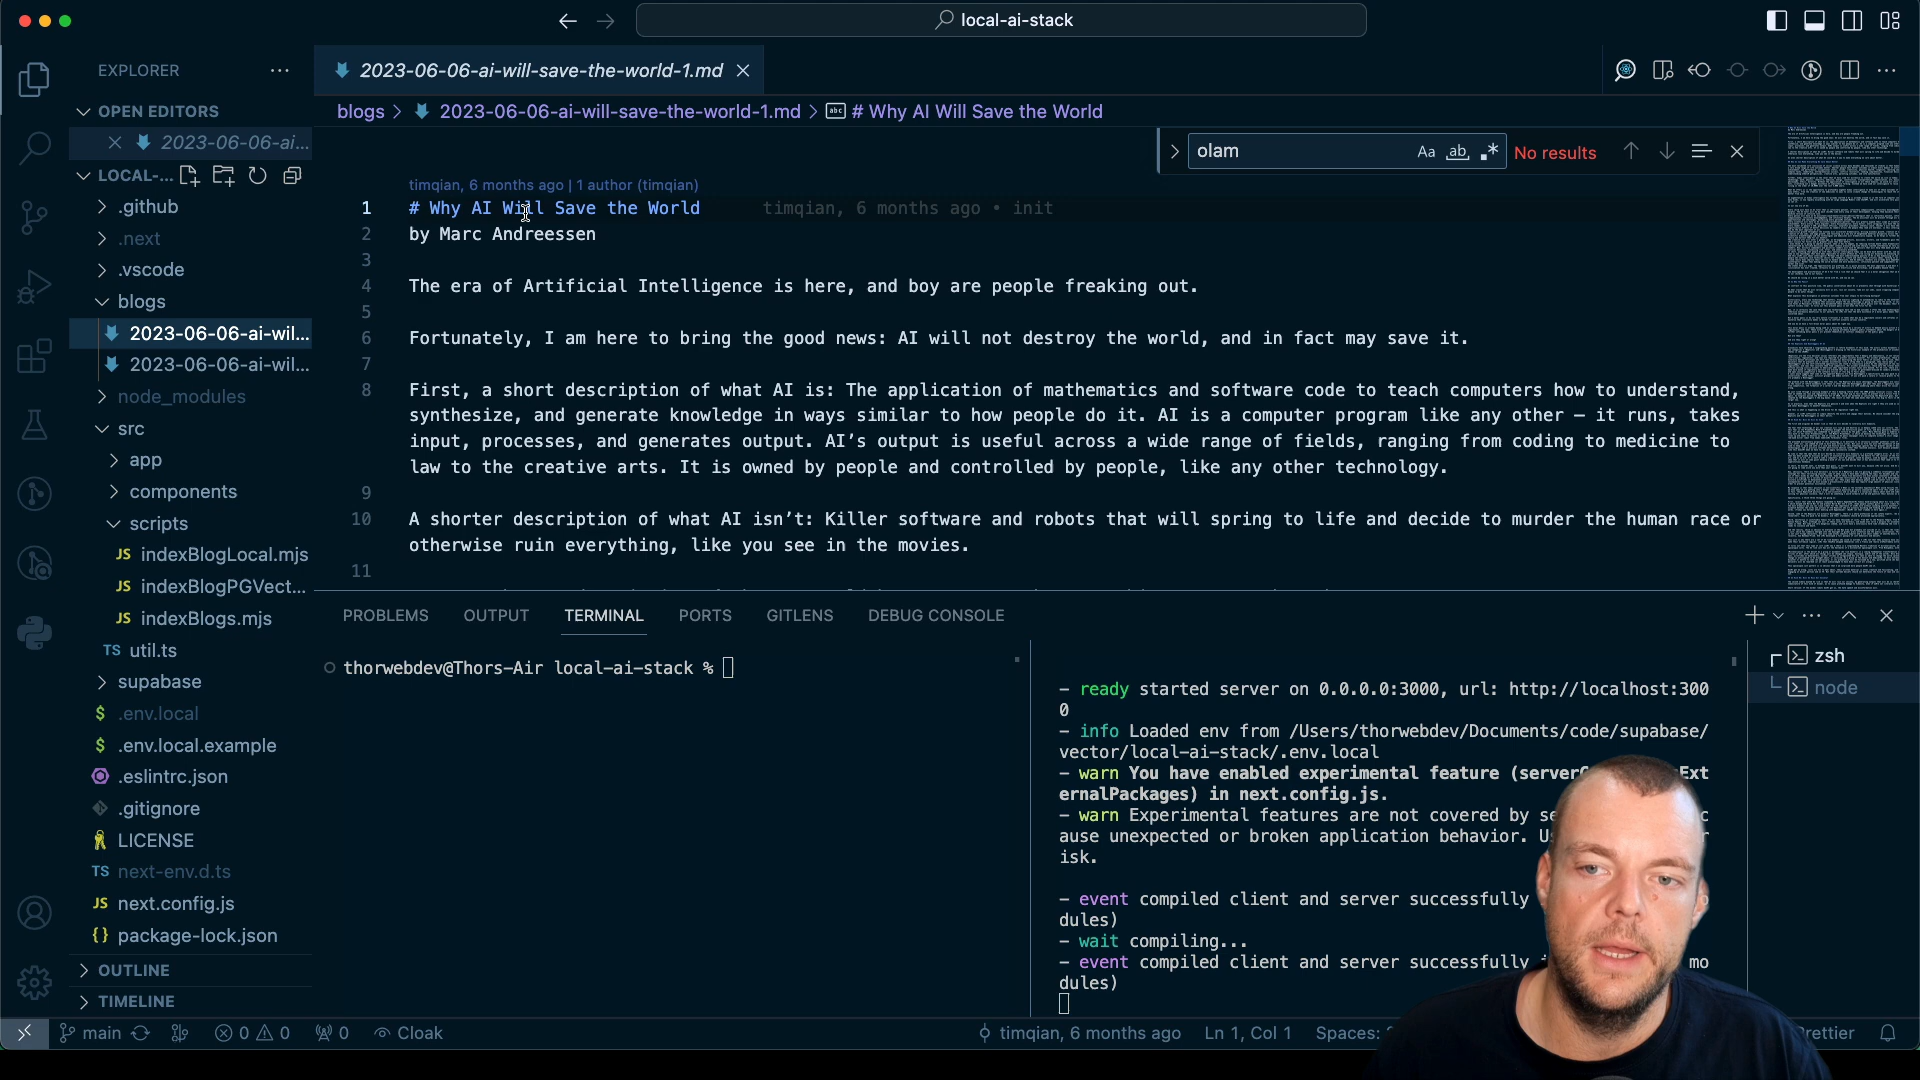 local-ai-stack
EXPLORER
OPEN EDITORS
2023-06-06-ai...
LOCAL-...
.github
.next
.vscode
blogs
2023-06-06-ai-wil...
2023-06-06-ai-wil...
node_modules
src
app
components
scripts
JS indexBlogLocal.mjs
JS indexBlogPGVect...
JS indexBlogs.mjs
TS util.ts
supabase
$ .env.local
$ .env.local.example
.eslintrc.json
.gitignore
LICENSE
TS next-env.d.ts
JS next.config.js
{} package-lock.json
OUTLINE
TIMELINE
2023-06-06-ai-will-save-the-world-1.md
blogs > 2023-06-06-ai-will-save-the-world-1.md > abc # Why AI Will Save the World
olam Aa ab .* No results
timqian, 6 months ago | 1 author (timqian)
1 # Why AI Will Save the World timqian, 6 months ago • init
2 by Marc Andreessen
3
4 The era of Artificial Intelligence is here, and boy are people freaking out.
5
6 Fortunately, I am here to bring the good news: AI will not destroy the world, and in fact may save it.
7
8 First, a short description of what AI is: The application of mathematics and software code to teach computers how to understand,
synthesize, and generate knowledge in ways similar to how people do it. AI is a computer program like any other – it runs, takes
input, processes, and generates output. AI’s output is useful across a wide range of fields, ranging from coding to medicine to
law to the creative arts. It is owned by people and controlled by people, like any other technology.
9
10 A shorter description of what AI isn’t: Killer software and robots that will spring to life and decide to murder the human race or
otherwise ruin everything, like you see in the movies.
11
PROBLEMS OUTPUT TERMINAL PORTS GITLENS DEBUG CONSOLE
thorwebdev@Thors-Air local-ai-stack %
- ready started server on 0.0.0.0:3000, url: http://localhost:300
0
- info Loaded env from /Users/thorwebdev/Documents/code/supabase/
vector/local-ai-stack/.env.local
- warn You have enabled experimental feature (server Ext
ernalPackages) in next.config.js.
- warn Experimental features are not covered by se c
ause unexpected or broken application behavior. U r
isk.
- event compiled client and server successfully
dules)
- wait compiling...
- event compiled client and server successfully mo
dules)
zsh
node
main 0 0 0 Cloak timqian, 6 months ago Ln 1, Col 1 Spaces: rettier